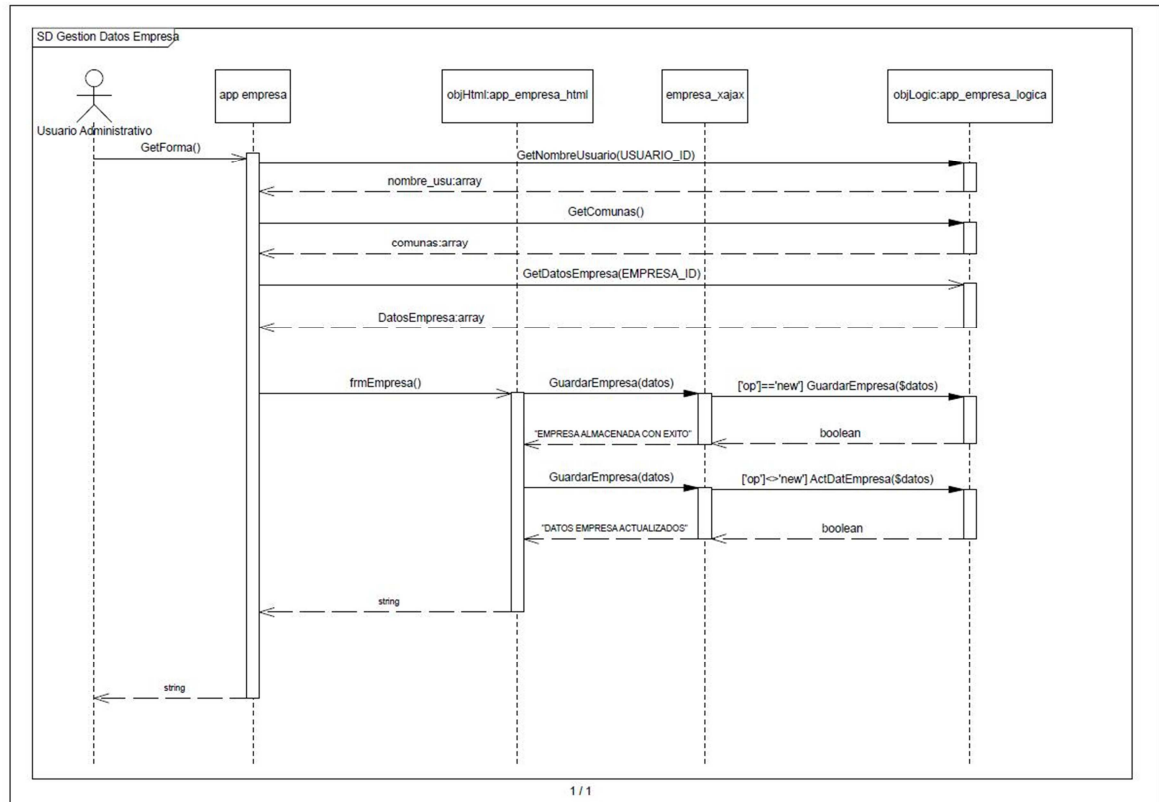 SD Gestion Datos Empresa
Usuario Administrativo
app empresa
objHtml:app_empresa_html
empresa_xajax
objLogic:app_empresa_logica
GetForma()
GetNombreUsuario(USUARIO_ID)
nombre_usu:array
GetComunas()
comunas:array
GetDatosEmpresa(EMPRESA_ID)
DatosEmpresa:array
frmEmpresa()
GuardarEmpresa(datos)
['op']=='new'] GuardarEmpresa($datos)
"EMPRESA ALMACENADA CON EXITO"
boolean
GuardarEmpresa(datos)
['op']<>'new'] ActDatEmpresa($datos)
"DATOS EMPRESA ACTUALIZADOS"
boolean
string
string
1 / 1